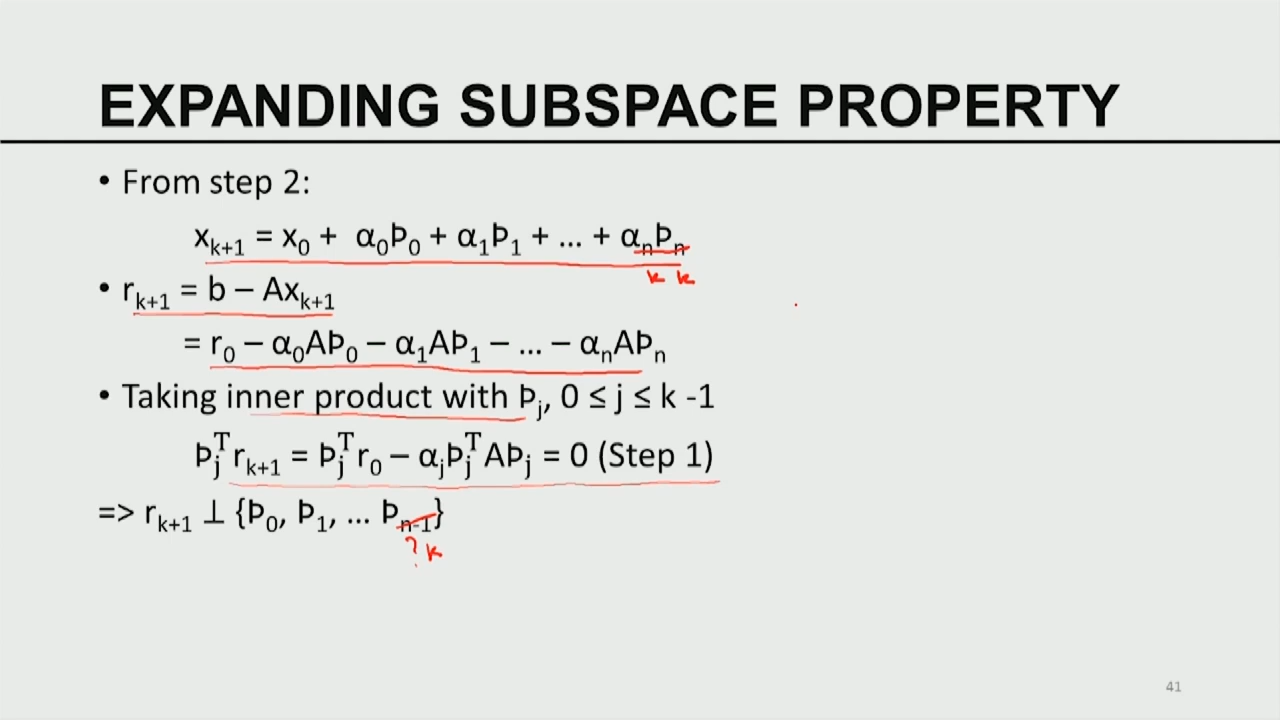 EXPANDING SUBSPACE PROPERTY
• From step 2:
x_{k+1} = x_0 + α_0Þ_0 + α_1Þ_1 + ... + α_nÞ_n
k k
• r_{k+1} = b – Ax_{k+1}
= r_0 – α_0AÞ_0 – α_1AÞ_1 – ... – α_nAÞ_n
• Taking inner product with Þ_j, 0 ≤ j ≤ k -1
Þ_j^T r_{k+1} = Þ_j^T r_0 – α_jÞ_j^T AÞ_j = 0 (Step 1)
=> r_{k+1} ⊥ {Þ_0, Þ_1, ... Þ_{n-1}}
? k
41